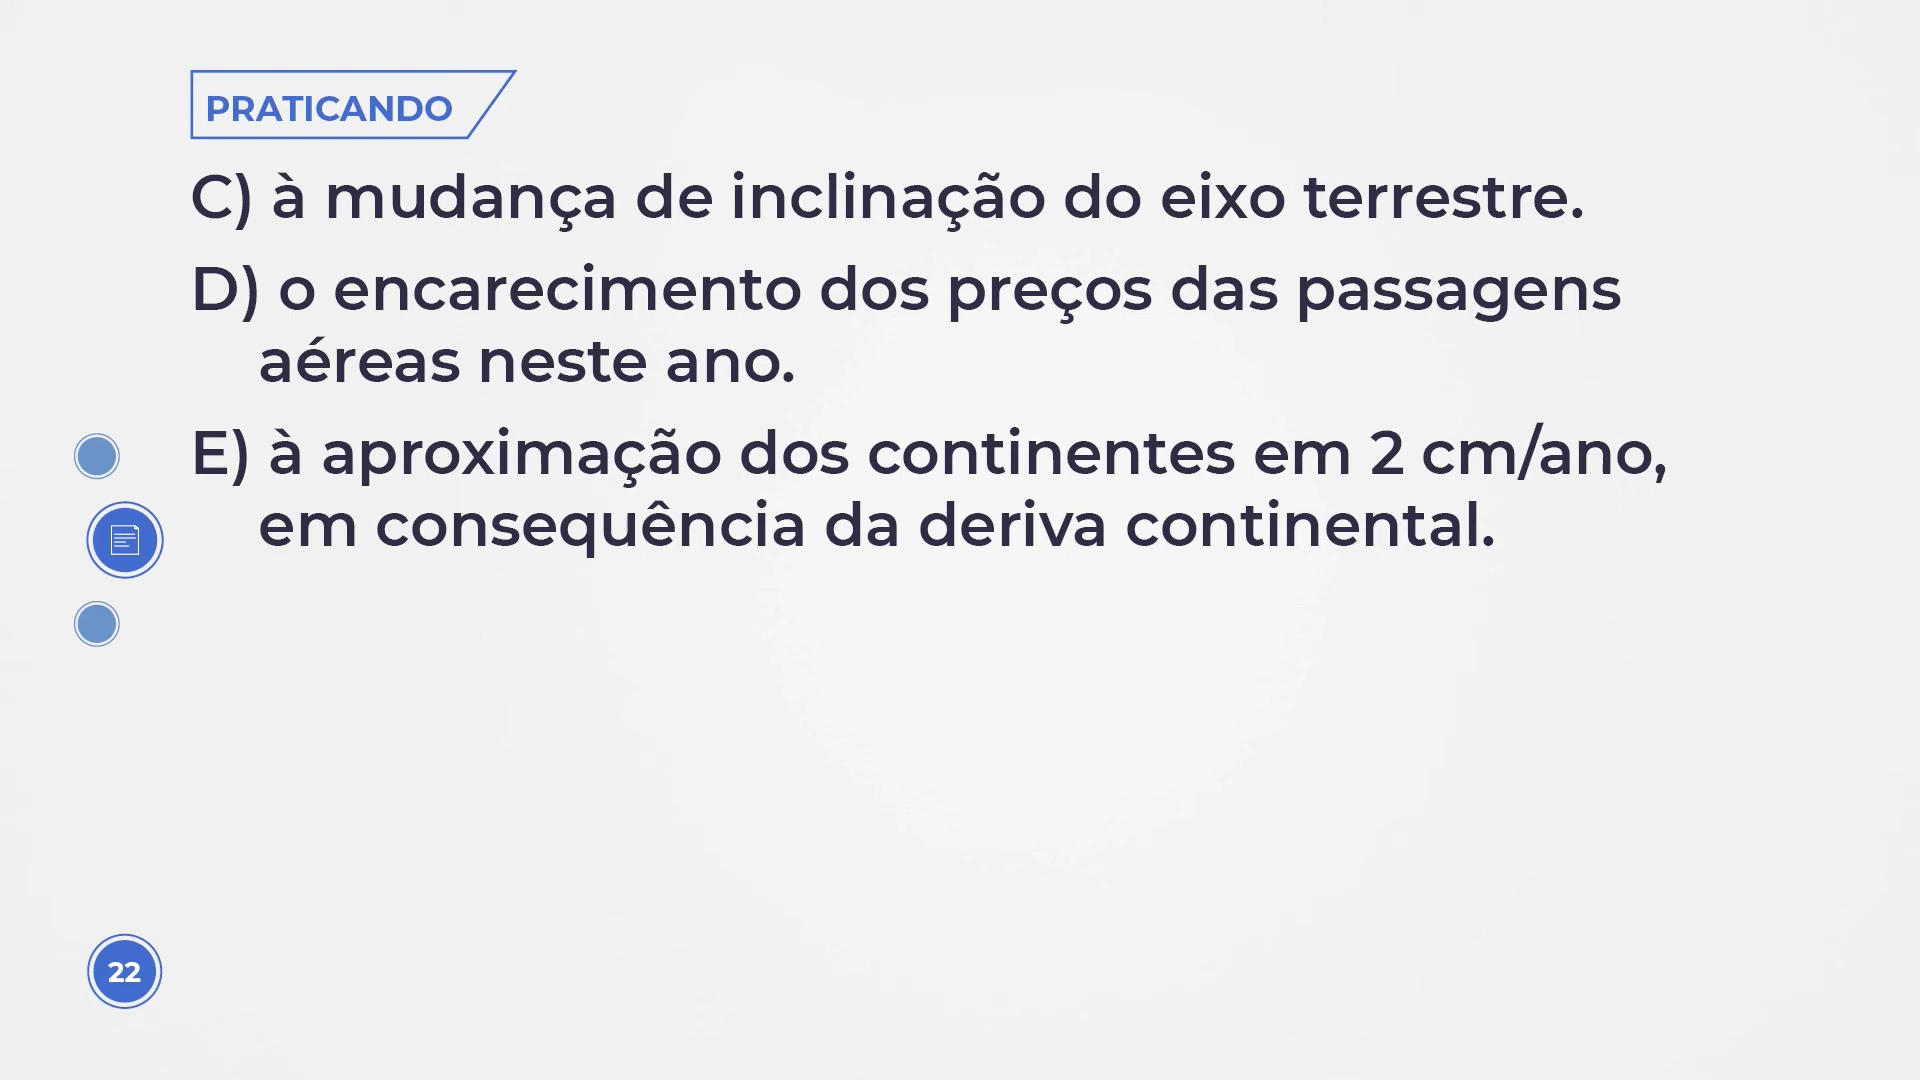 PRATICANDO
C) à mudança de inclinação do eixo terrestre.
D) o encarecimento dos preços das passagens
aéreas neste ano.
E) à aproximação dos continentes em 2 cm/ano,
em consequência da deriva continental.
22